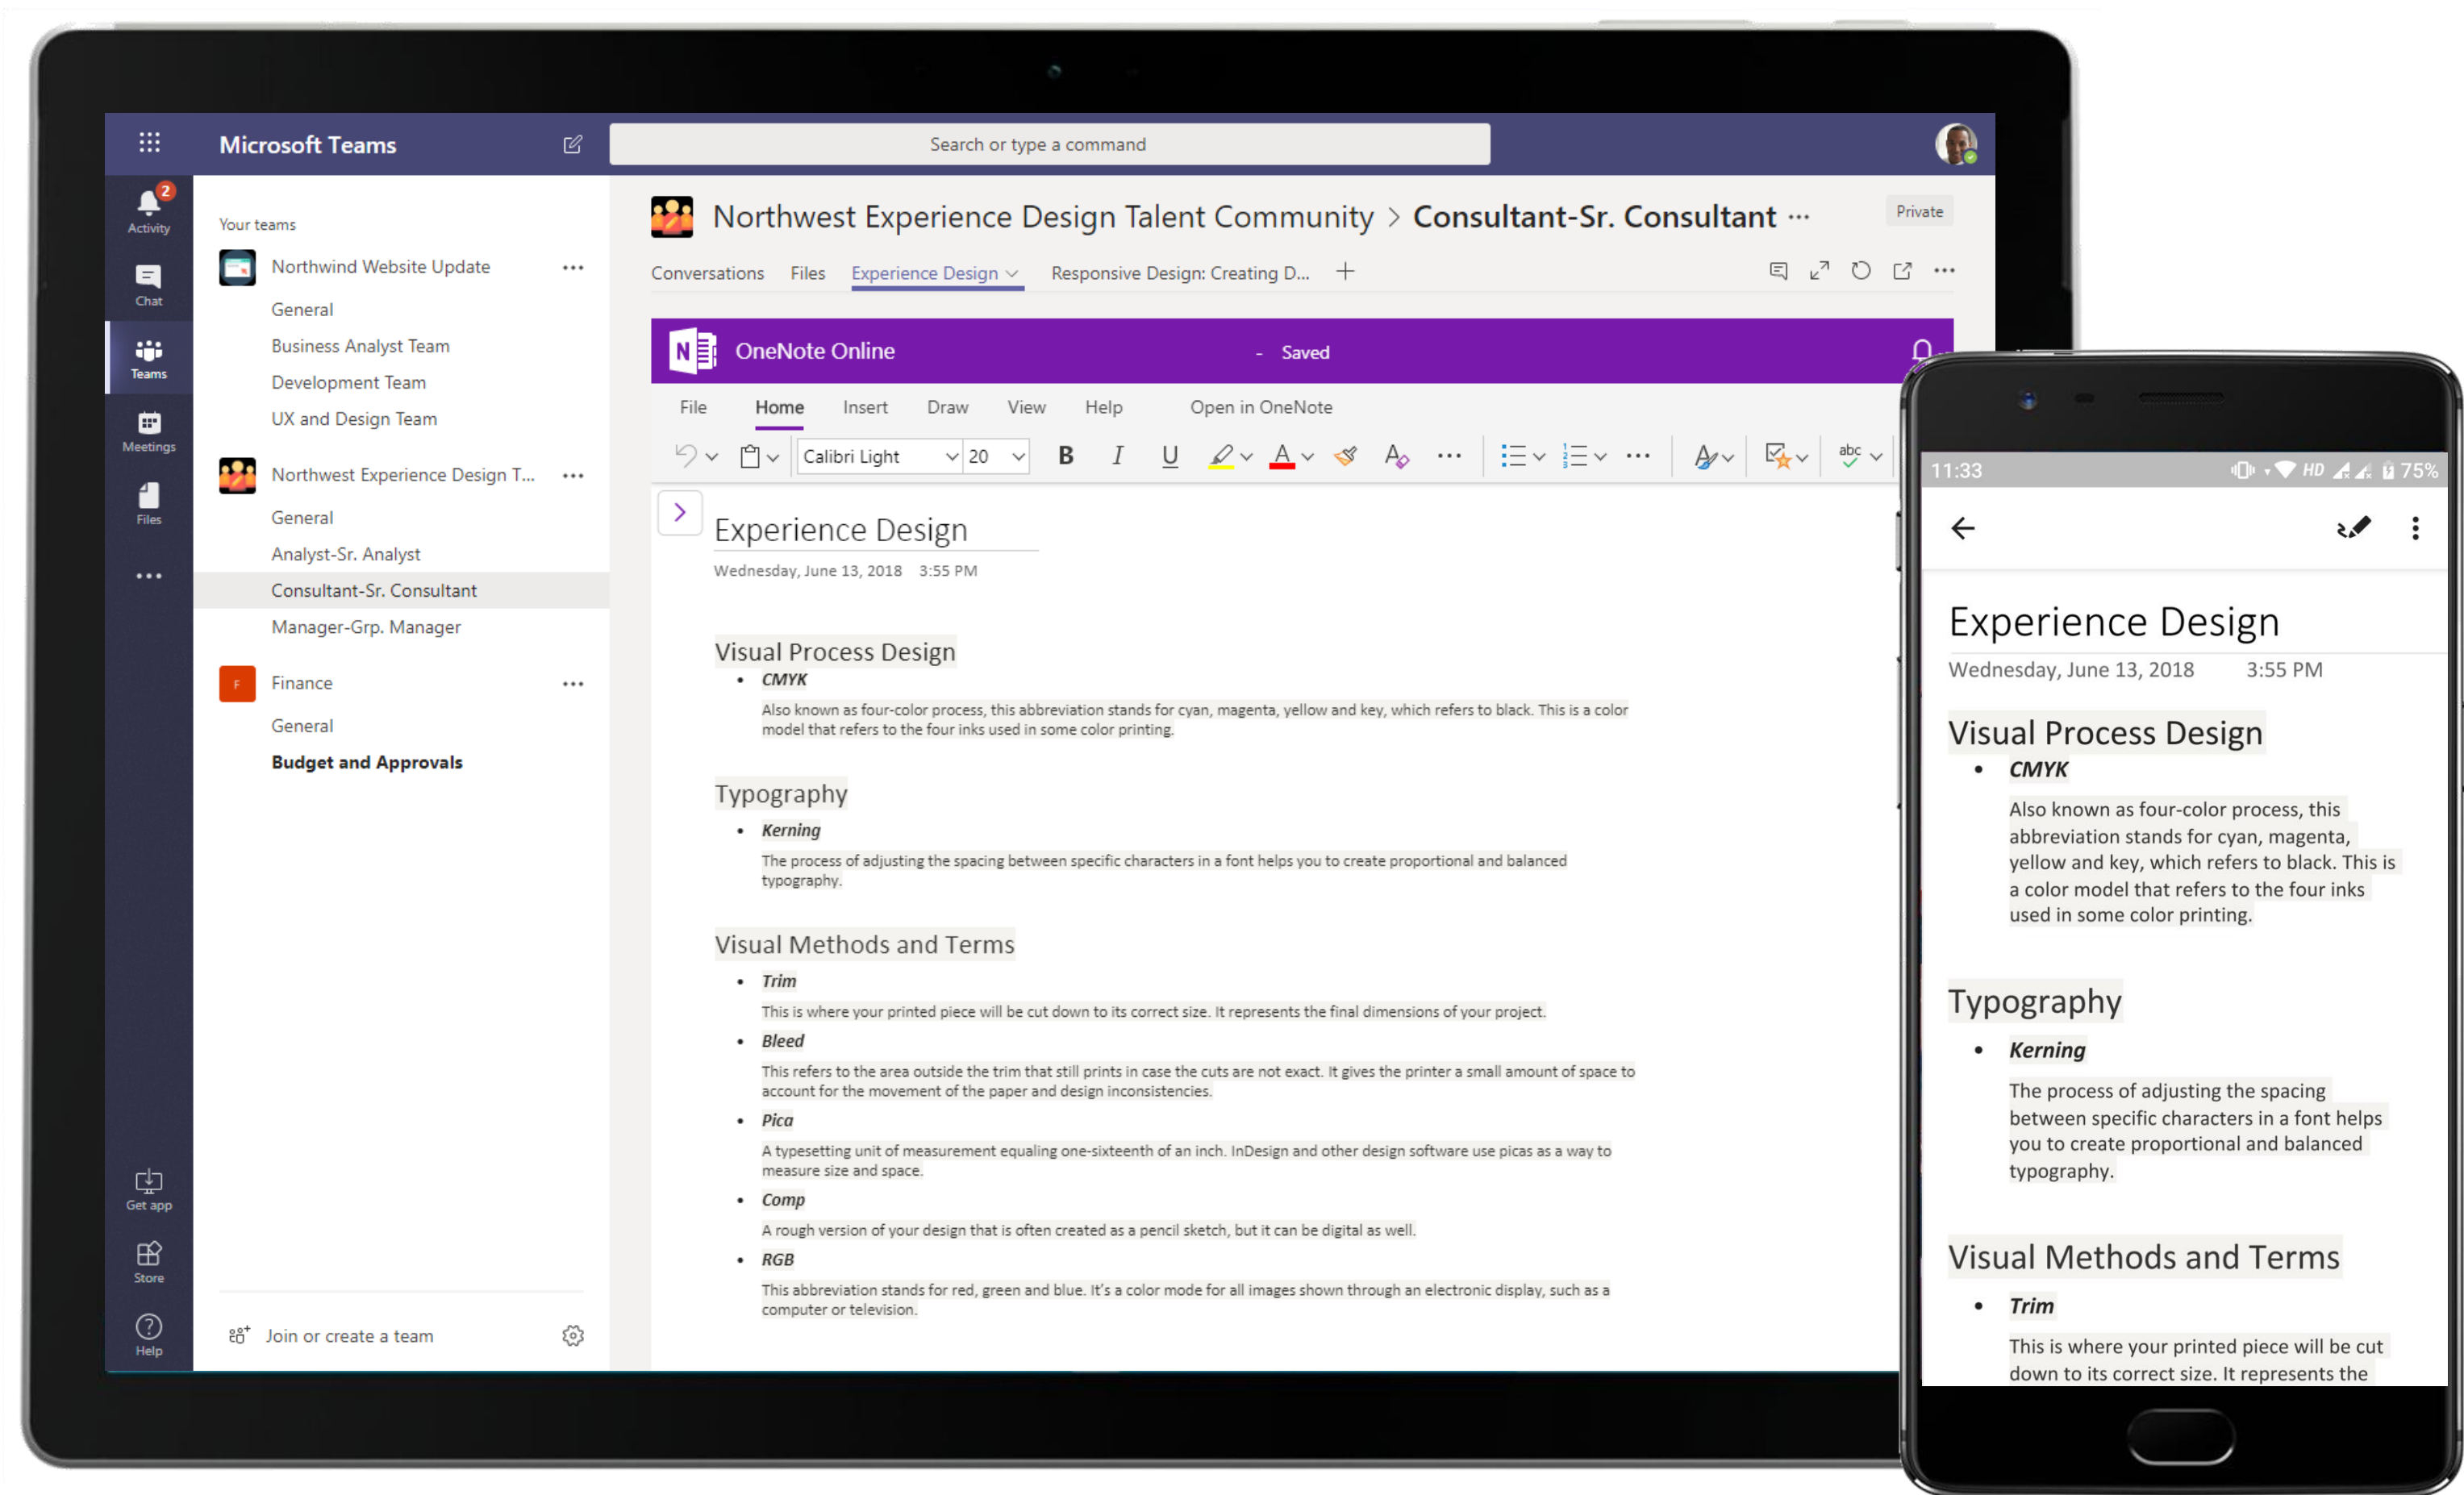 Microsoft Teams
Search or type a command
2
Activity
Chat
Teams
Meetings
Files
Get app
Store
Help
Your teams
Northwind Website Update
General
Business Analyst Team
Development Team
UX and Design Team
Northwest Experience Design T...
General
Analyst-Sr. Analyst
Consultant-Sr. Consultant
Manager-Grp. Manager
F
Finance
General
Budget and Approvals
Join or create a team
Northwest Experience Design Talent Community > Consultant-Sr. Consultant ...
Private
Conversations Files Experience Design Responsive Design: Creating D... +
N OneNote Online - Saved
File Home Insert Draw View Help Open in OneNote
Calibri Light 20 B I U A A abc
Experience Design
Wednesday, June 13, 2018 3:55 PM
Visual Process Design
• CMYK
Also known as four-color process, this abbreviation stands for cyan, magenta, yellow and key, which refers to black. This is a color
model that refers to the four inks used in some color printing.
Typography
• Kerning
The process of adjusting the spacing between specific characters in a font helps you to create proportional and balanced
typography.
Visual Methods and Terms
• Trim
This is where your printed piece will be cut down to its correct size. It represents the final dimensions of your project.
• Bleed
This refers to the area outside the trim that still prints in case the cuts are not exact. It gives the printer a small amount of space to
account for the movement of the paper and design inconsistencies.
• Pica
A typesetting unit of measurement equaling one-sixteenth of an inch. InDesign and other design software use picas as a way to
measure size and space.
• Comp
A rough version of your design that is often created as a pencil sketch, but it can be digital as well.
• RGB
This abbreviation stands for red, green and blue. It's a color mode for all images shown through an electronic display, such as a
computer or television.
11:33 HD 75%
Experience Design
Wednesday, June 13, 2018 3:55 PM
Visual Process Design
• CMYK
Also known as four-color process, this
abbreviation stands for cyan, magenta,
yellow and key, which refers to black. This is
a color model that refers to the four inks
used in some color printing.
Typography
• Kerning
The process of adjusting the spacing
between specific characters in a font helps
you to create proportional and balanced
typography.
Visual Methods and Terms
• Trim
This is where your printed piece will be cut
down to its correct size. It represents the